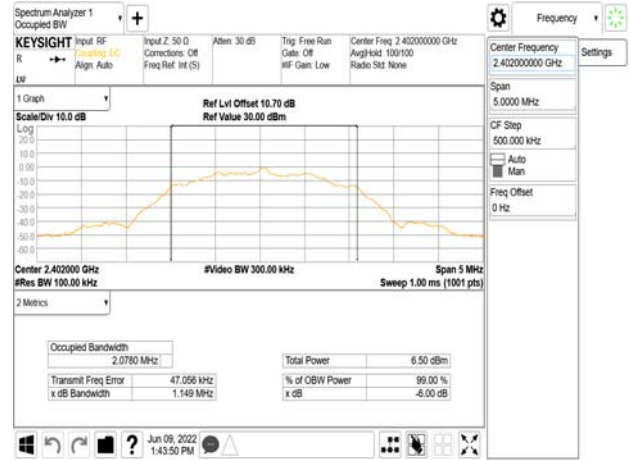 Spectrum Analyzer 1
Occupied BW
+
Frequency
KEYSIGHT
R
LU
Input: RF
Coupling: DC
Align: Auto
Input Z: 50 Ω
Corrections: Off
Freq Ref: Int (S)
Atten: 30 dB
Trig: Free Run
Gate: Off
#IF Gain: Low
Center Freq: 2.402000000 GHz
Avg|Hold: 100/100
Radio Std: None
Center Frequency
2.402000000 GHz
Settings
Span
5.0000 MHz
CF Step
500.000 kHz
Auto
Man
Freq Offset
0 Hz
1 Graph
Scale/Div 10.0 dB
Ref Lvl Offset 10.70 dB
Ref Value 30.00 dBm
Log
20.0
10.0
0.00
-10.0
-20.0
-30.0
-40.0
-50.0
-60.0
Center 2.402000 GHz
#Res BW 100.00 kHz
#Video BW 300.00 kHz
Span 5 MHz
Sweep 1.00 ms (1001 pts)
2 Metrics
Occupied Bandwidth
2.0780 MHz
Total Power 6.50 dBm
Transmit Freq Error 47.056 kHz
% of OBW Power 99.00 %
x dB Bandwidth 1.149 MHz
x dB -6.00 dB
?
Jun 09, 2022
1:43:50 PM